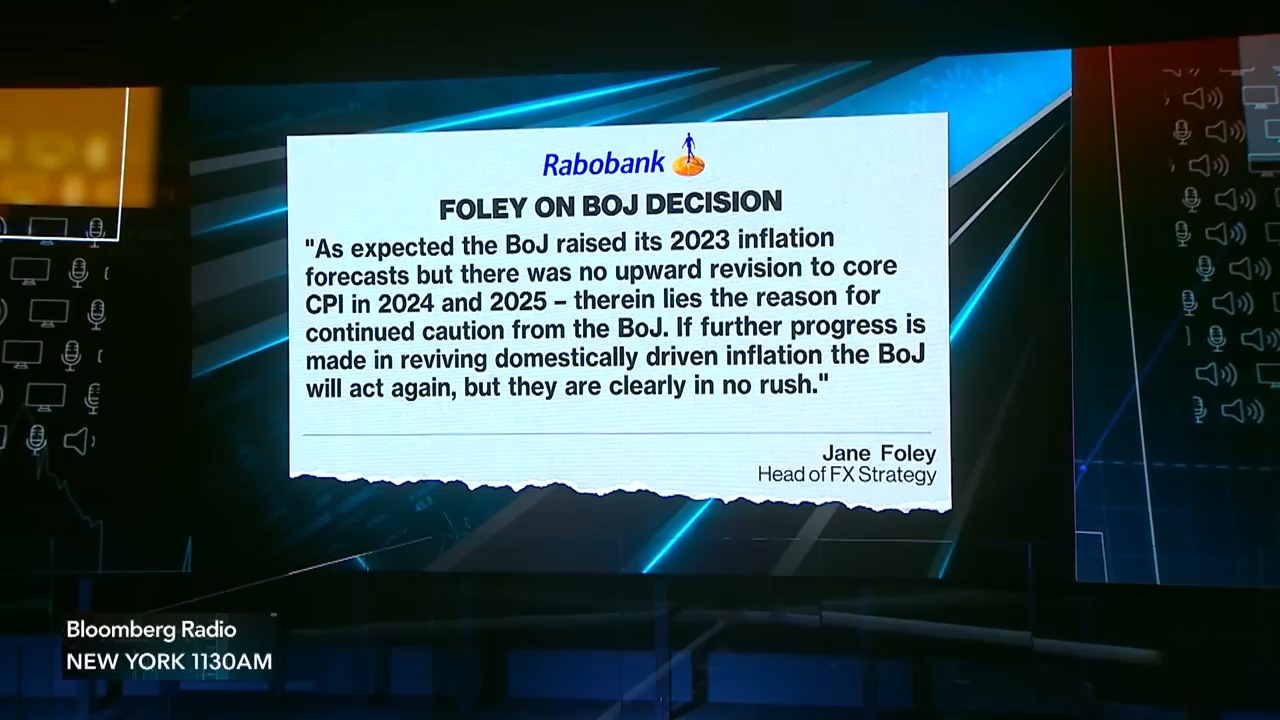 Rabobank
FOLEY ON BOJ DECISION
"As expected the BoJ raised its 2023 inflation
forecasts but there was no upward revision to core
CPI in 2024 and 2025 – therein lies the reason for
continued caution from the BoJ. If further progress is
made in reviving domestically driven inflation the BoJ
will act again, but they are clearly in no rush."
Jane Foley
Head of FX Strategy
Bloomberg Radio
NEW YORK 1130AM